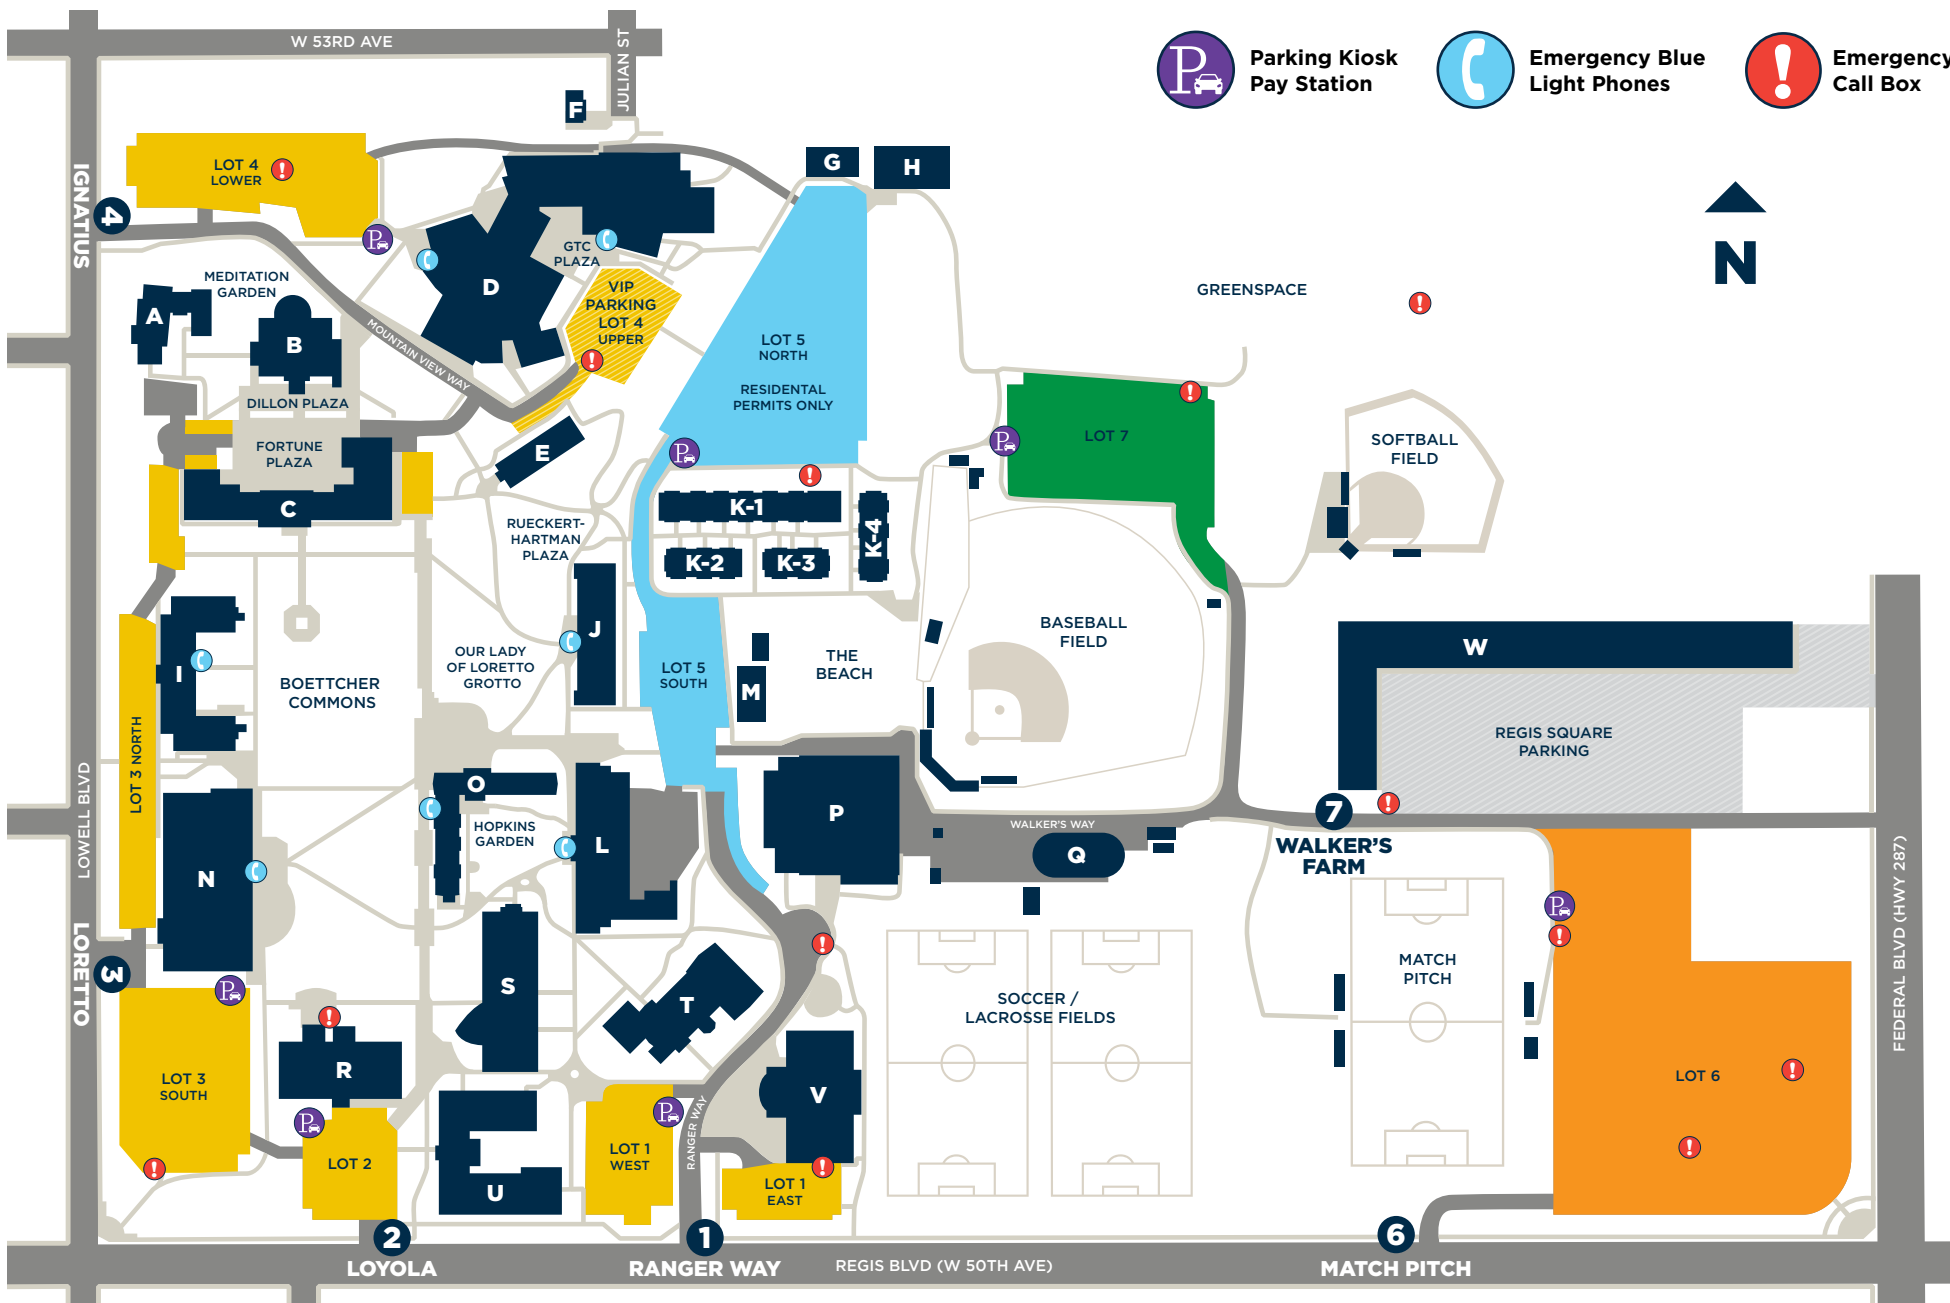 W 53RD AVE
JULIAN ST
Parking Kiosk
Pay Station
Emergency Blue
Light Phones
Emergency
Call Box
F
G
H
LOT 4
LOWER
IGNATIUS
4
N
GTC
PLAZA
D
MEDITATION
GARDEN
VIP
PARKING
LOT 4
UPPER
GREENSPACE
A
B
MOUNTAIN VIEW WAY
LOT 5
NORTH
RESIDENTAL
PERMITS ONLY
DILLON PLAZA
FORTUNE
PLAZA
E
LOT 7
SOFTBALL
FIELD
C
K-1
K-2
K-3
K-4
RUECKERT-
HARTMAN
PLAZA
J
BASEBALL
FIELD
I
BOETTCHER
COMMONS
OUR LADY
OF LORETTO
GROTTO
LOT 5
SOUTH
M
THE
BEACH
W
REGIS SQUARE
PARKING
LOT 3 NORTH
LOWELL BLVD
O
HOPKINS
GARDEN
L
P
WALKER'S WAY
Q
7
WALKER'S
FARM
FEDERAL BLVD (HWY 287)
N
LORETTO
3
S
T
SOCCER /
LACROSSE FIELDS
MATCH
PITCH
LOT 3
SOUTH
R
V
LOT 6
LOT 2
U
LOT 1
WEST
RANGER WAY
LOT 1
EAST
2
LOYOLA
1
RANGER WAY
REGIS BLVD (W 50TH AVE)
6
MATCH PITCH